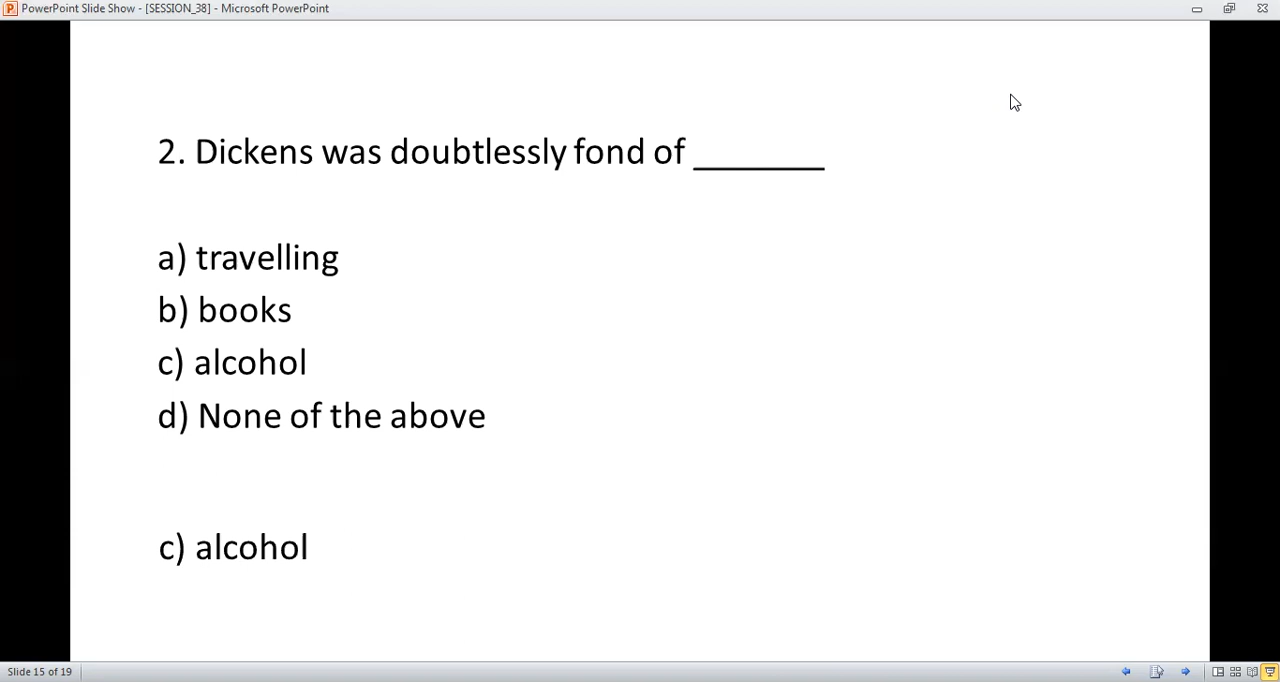 PowerPoint Slide Show - [SESSION_38] - Microsoft PowerPoint
2. Dickens was doubtlessly fond of _______
a) travelling
b) books
c) alcohol
d) None of the above
c) alcohol
Slide 15 of 19